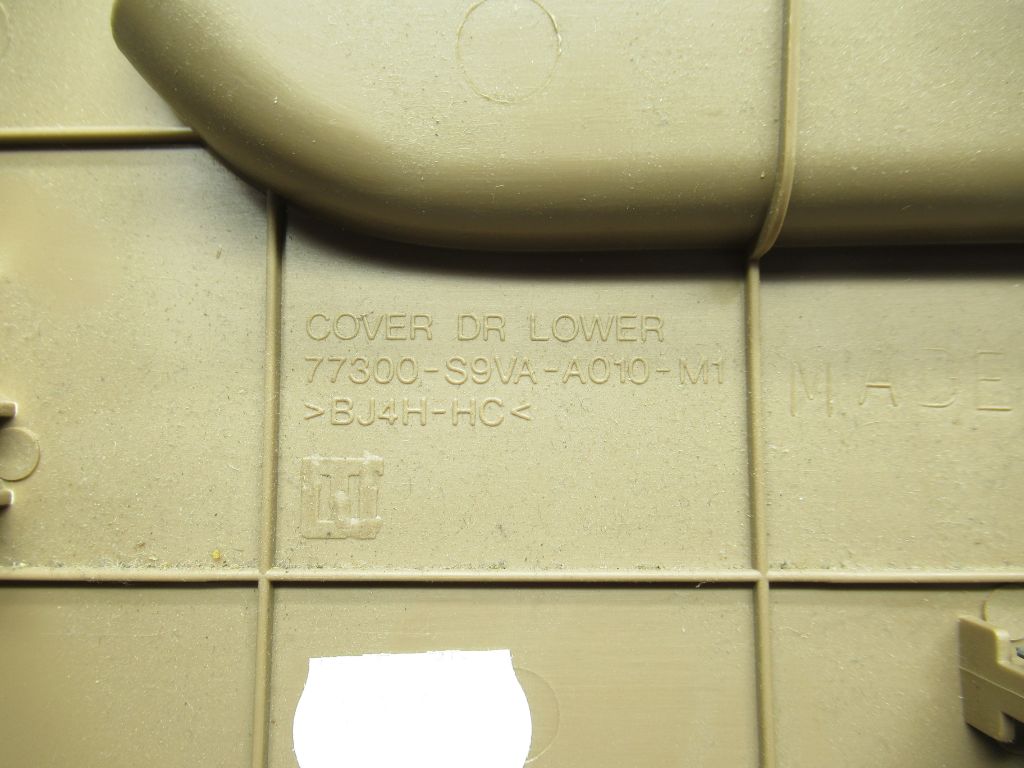 COVER DR LOWER
77300-S9VA-A010-M1
>BJ4H-HC<
MADE